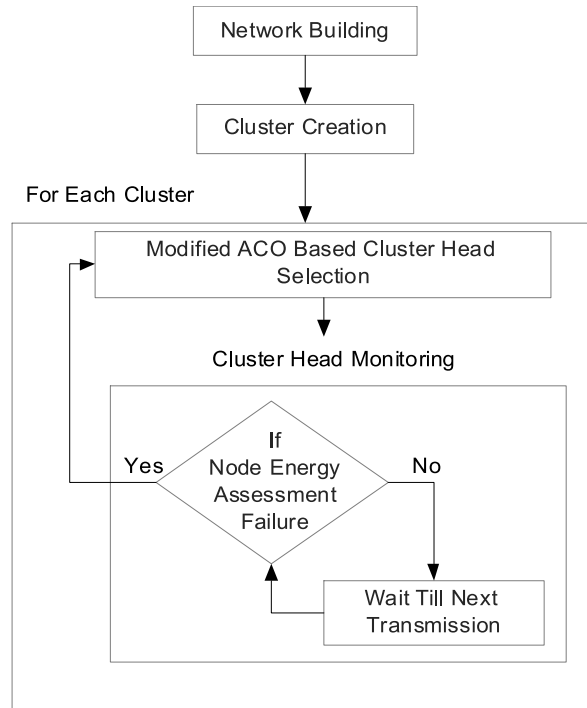 Network Building
Cluster Creation
For Each Cluster
Modified ACO Based Cluster Head
Selection
Cluster Head Monitoring
If
Node Energy
Assessment
Failure
Yes
No
Wait Till Next
Transmission